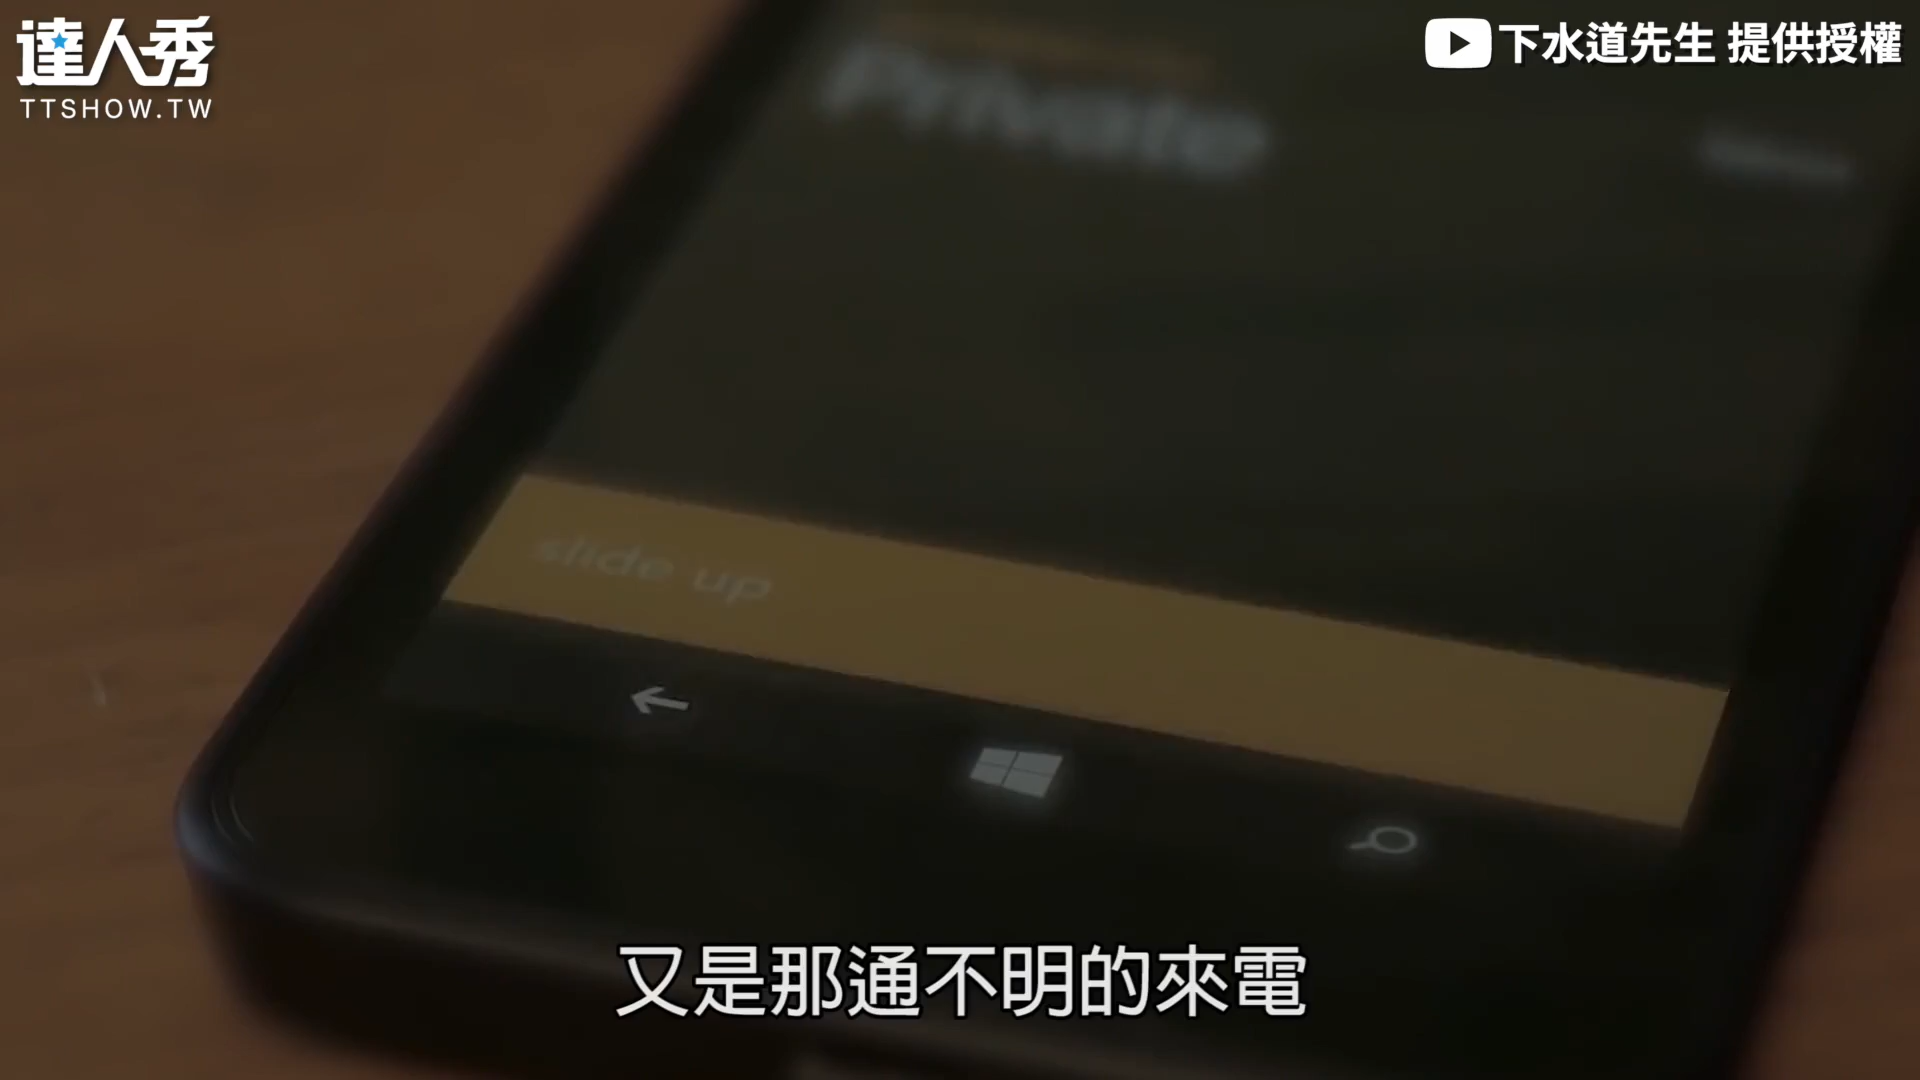 達人秀
TTSHOW.TW
下水道先生 提供授權
Private
slide up
又是那通不明的來電